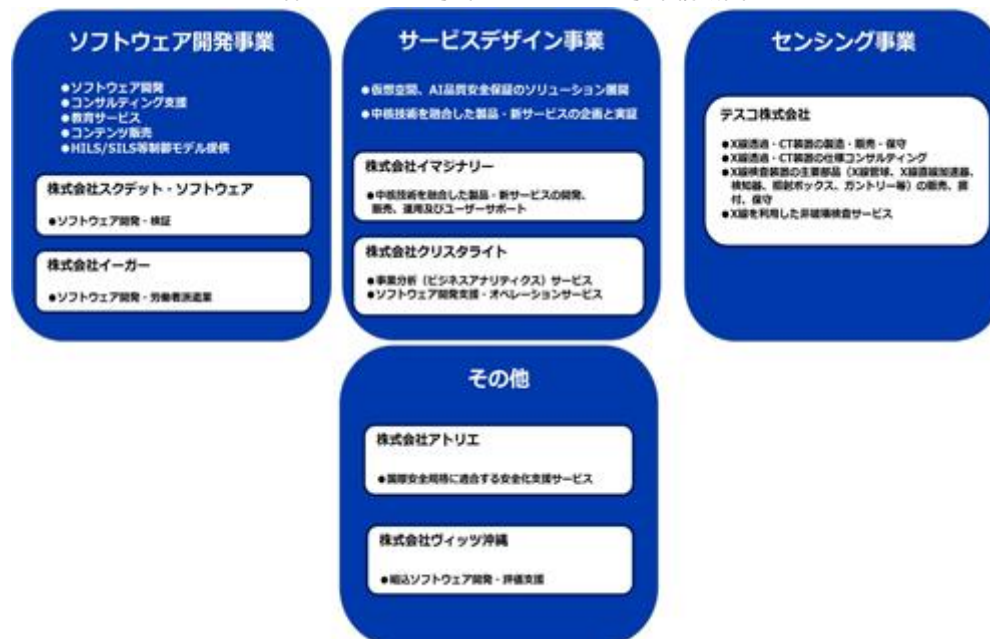 ソフトウェア開発事業
●ソフトウェア開発
●コンサルティング支援
●教育サービス
●コンテンツ販売
●HILS/SILS等制御モデル提供
株式会社スクデット・ソフトウェア
●ソフトウェア開発・検証
株式会社イーガー
●ソフトウェア開発・労働者派遣業
サービスデザイン事業
●仮想空間、AI品質安全保証のソリューション展開
●中核技術を融合した製品・新サービスの企画と実証
株式会社イマジナリー
●中核技術を融合した製品・新サービスの開発、
販売、運用及びユーザーサポート
株式会社クリスタライト
●事業分析（ビジネスアナリティクス）サービス
●ソフトウェア開発支援・オペレーションサービス
センシング事業
テスコ株式会社
●X線透過・CT装置の製造・販売・保守
●X線透過・CT装置の仕様コンサルティング
●X線検査装置の主要部品（X線管球、X線直線加速器、
検知器、照射ボックス、ガントリー等）の販売、据
付、保守
●X線を利用した非破壊検査サービス
その他
株式会社アトリエ
●国際安全規格に適合する安全化支援サービス
株式会社ヴィッツ沖縄
●組込ソフトウェア開発・評価支援